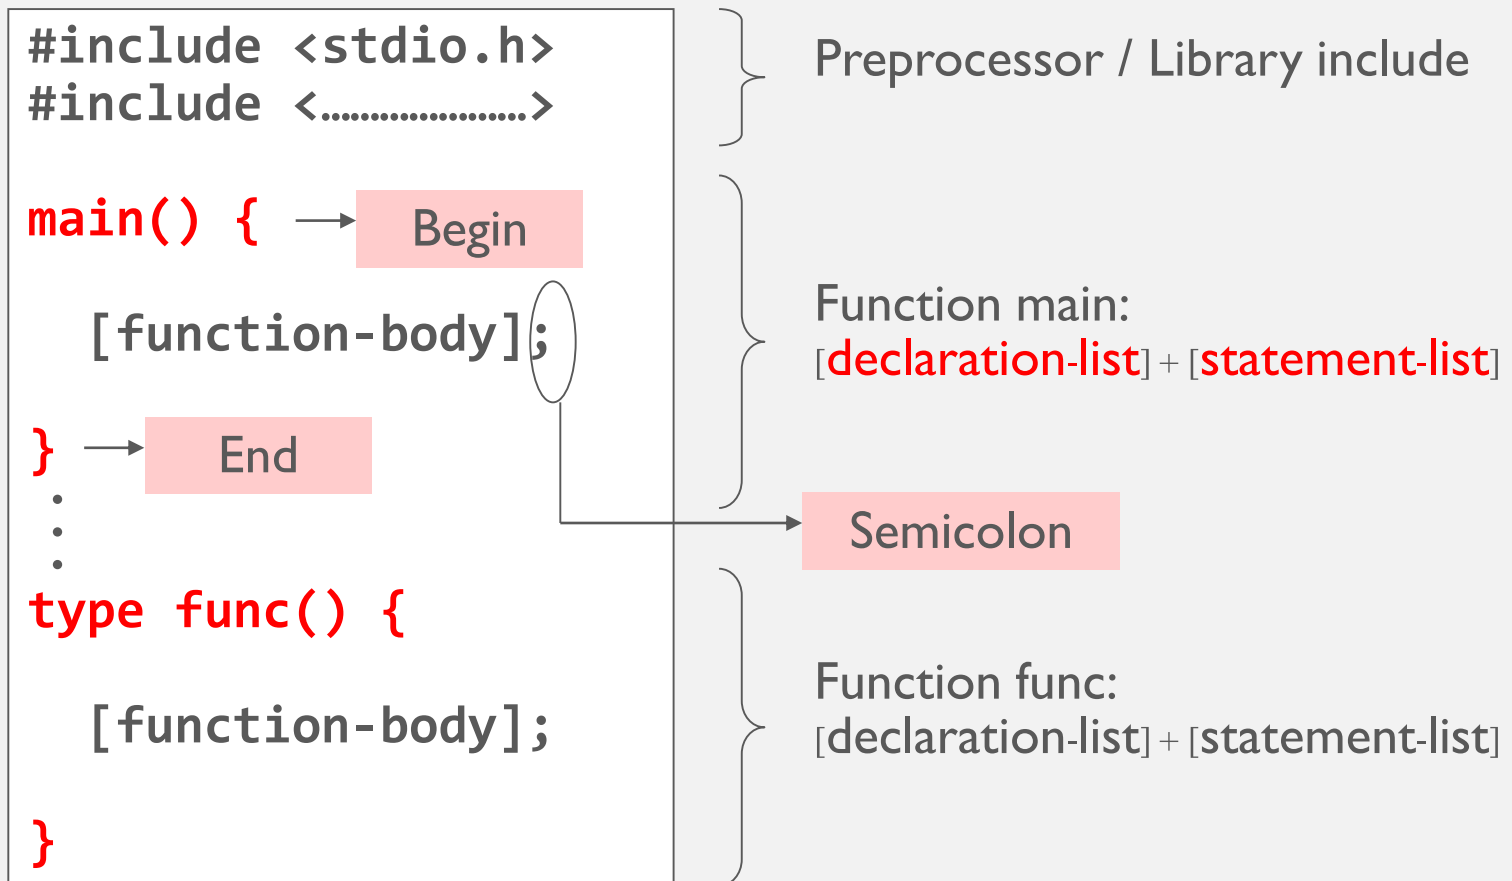 #include <stdio.h>
#include <.....................>
Preprocessor / Library include
main() {
Begin
[function-body];
Function main:
[declaration-list] + [statement-list]
}
End
Semicolon
.
.
.
type func() {
[function-body];
Function func:
[declaration-list] + [statement-list]
}